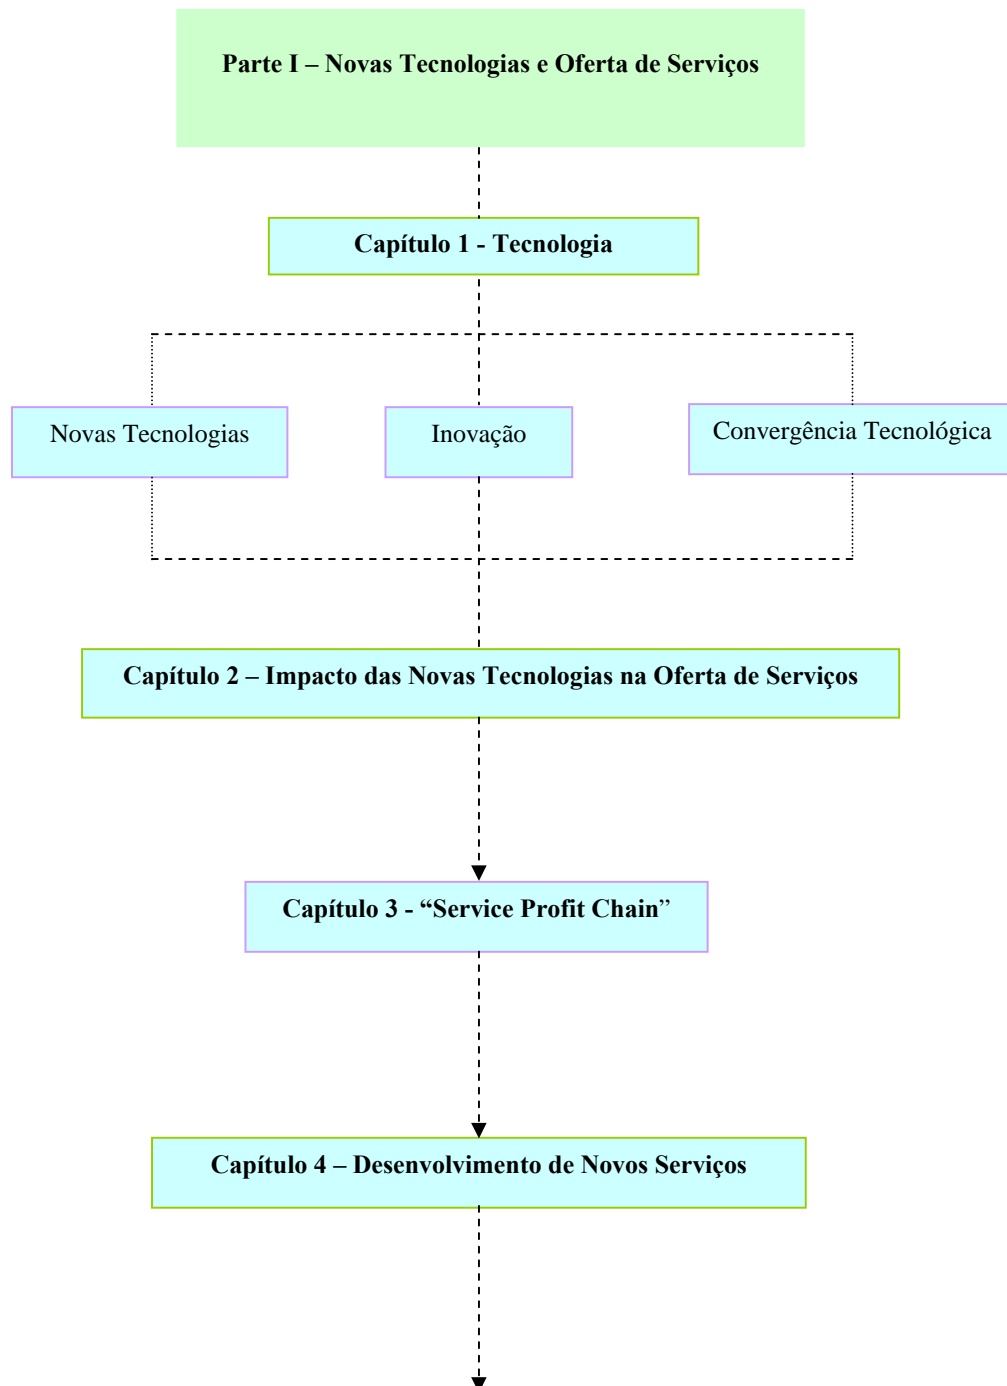 Parte I – Novas Tecnologias e Oferta de Serviços
Capítulo 1 - Tecnologia
Novas Tecnologias
Inovação
Convergência Tecnológica
Capítulo 2 – Impacto das Novas Tecnologias na Oferta de Serviços
Capítulo 3 - “Service Profit Chain”
Capítulo 4 – Desenvolvimento de Novos Serviços